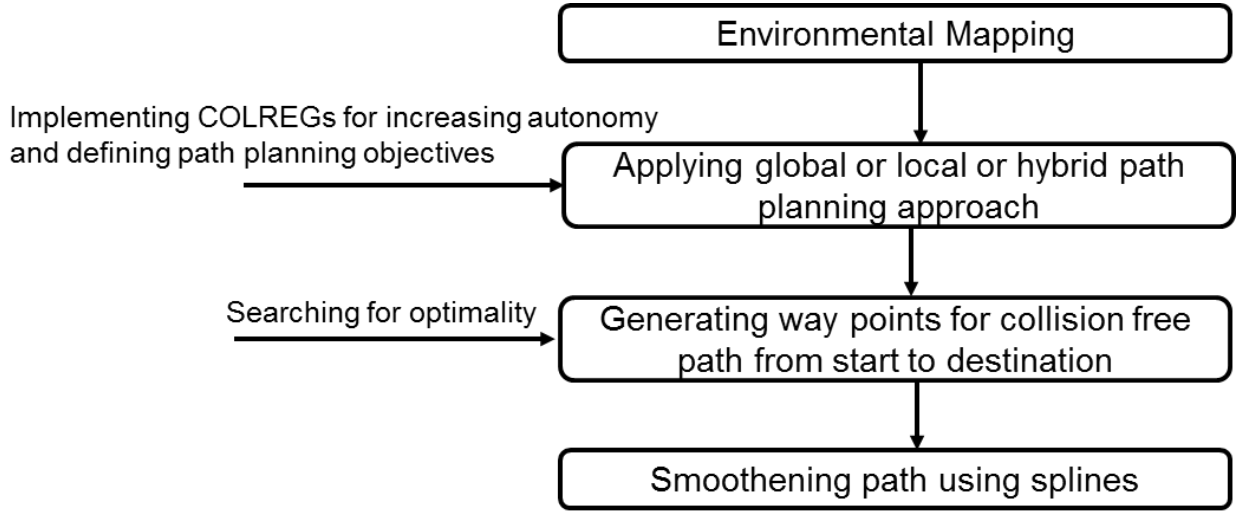 Environmental Mapping
Implementing COLREGs for increasing autonomy
and defining path planning objectives
Applying global or local or hybrid path
planning approach
Searching for optimality
Generating way points for collision free
path from start to destination
Smoothening path using splines